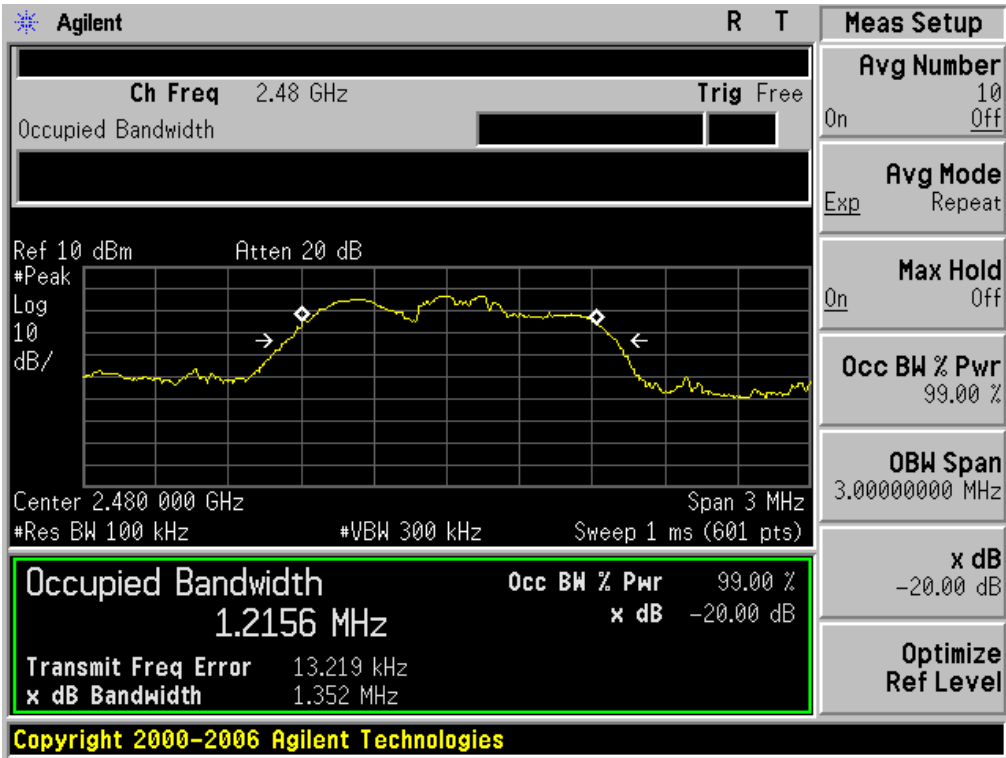 Agilent R T
Ch Freq 2.48 GHz Trig Free
Occupied Bandwidth
Ref 10 dBm Atten 20 dB
#Peak
Log
10
dB/
Center 2.480 000 GHz Span 3 MHz
#Res BW 100 kHz #VBW 300 kHz Sweep 1 ms (601 pts)
Occupied Bandwidth Occ BW % Pwr 99.00 %
1.2156 MHz x dB -20.00 dB
Transmit Freq Error 13.219 kHz
x dB Bandwidth 1.352 MHz
Copyright 2000-2006 Agilent Technologies
Meas Setup
Avg Number
10
On Off
Avg Mode
Exp Repeat
Max Hold
On Off
Occ BW % Pwr
99.00 %
OBW Span
3.00000000 MHz
x dB
-20.00 dB
Optimize
Ref Level